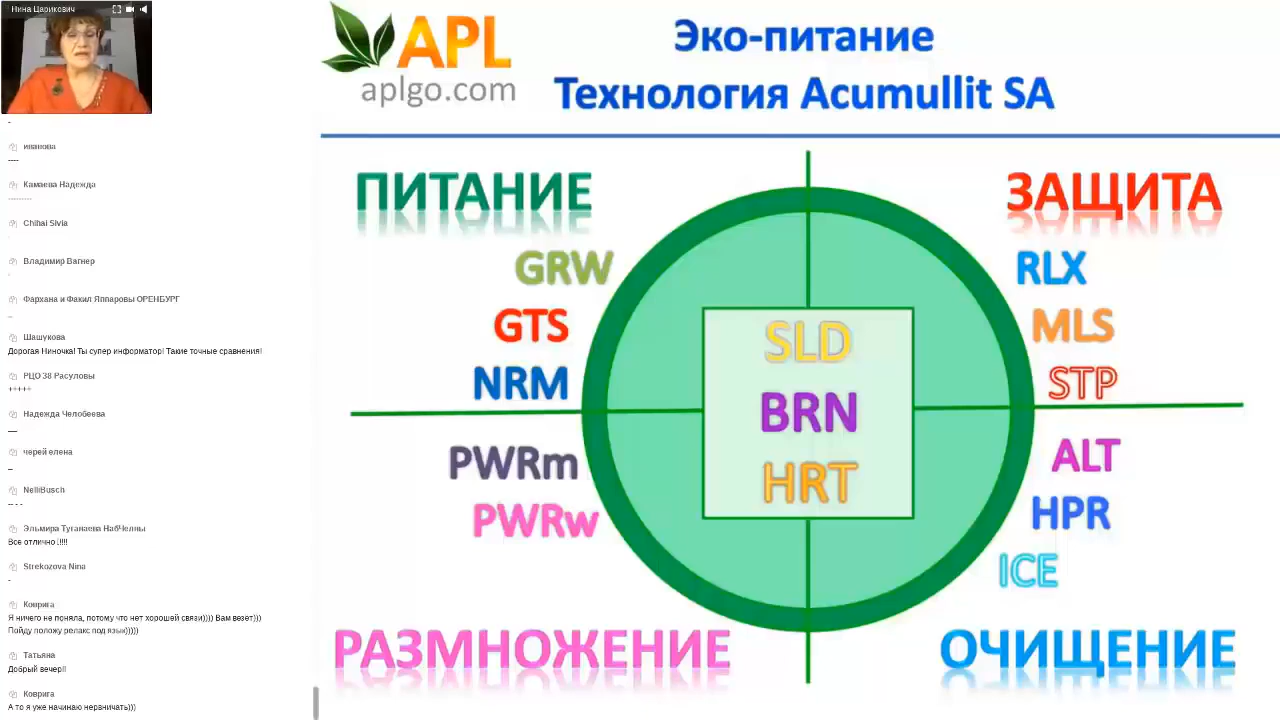 Нина Царикович
-
иванова
----
Камаева Надежда
---------
Chihai Sivia
Владимир Вагнер
Фархана и Факил Яппаровы ОРЕНБУРГ
Шашукова
Дорогая Ниночка! Ты супер информатор! Такие точные сравнения!
РЦО 38 Расуловы
+++++
Надежда Челобеева
черей елена
NelliBusch
Эльмира Туганаева НабЧелны
Все отлично !!!!!
Strekozova Nina
-
Коврига
Я ничего не поняла, потому что нет хорошей связи)))) Вам везёт)))
Пойду положу релакс под язык)))))
Татьяна
Добрый вечер!!
Коврига
А то я уже начинаю нервничать)))
APL
aplgo.com
Эко-питание
Технология Acumullit SA
ПИТАНИЕ
GRW
GTS
NRM
ЗАЩИТА
RLX
MLS
STP
SLD
BRN
HRT
PWRm
PWRw
РАЗМНОЖЕНИЕ
ALT
HPR
ICE
ОЧИЩЕНИЕ